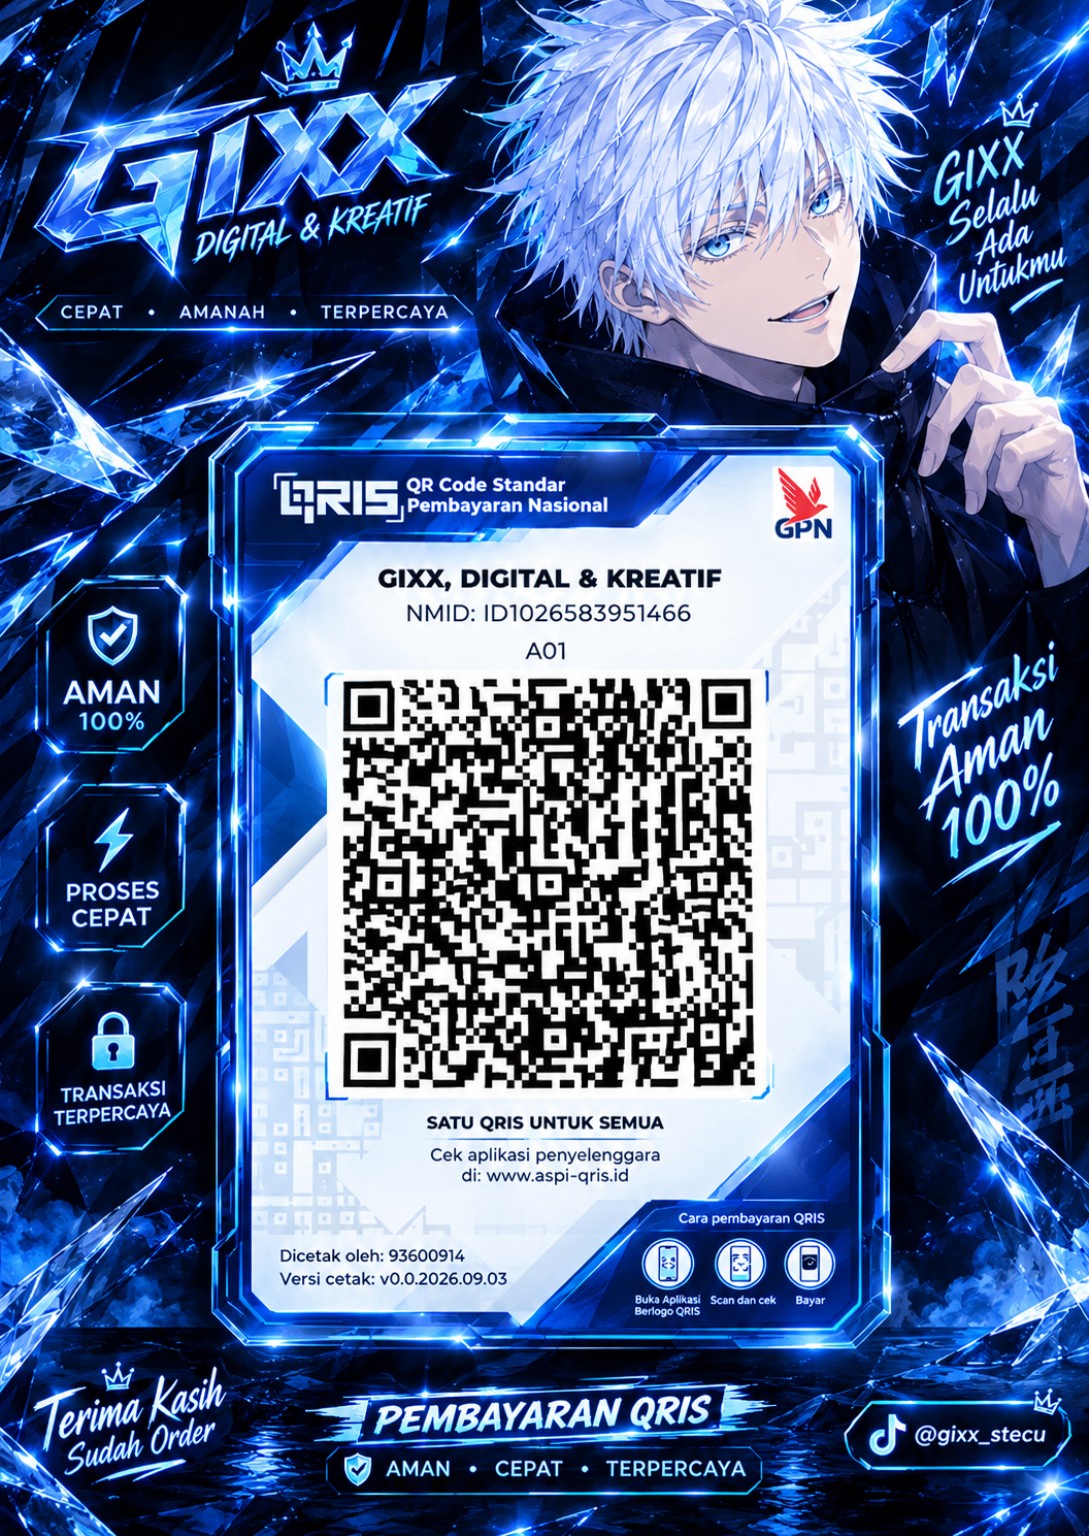 GIXX
DIGITAL & KREATIF
CEPAT • AMANAH • TERPERCAYA
GIXX
Selalu
Ada
Untukmu
QRIS
QR Code Standar
Pembayaran Nasional
GPN
GIXX, DIGITAL & KREATIF
NMID: ID1026583951466
A01
AMAN
100%
PROSES
CEPAT
TRANSAKSI
TERPERCAYA
Transaksi
Aman
100%
SATU QRIS UNTUK SEMUA
Cek aplikasi penyelenggara
di: www.aspi-qris.id
Dicetak oleh: 93600914
Versi cetak: v0.0.2026.09.03
Cara pembayaran QRIS
Buka Aplikasi
Berlogo QRIS
Scan dan cek
Bayar
Terima Kasih
Sudah Order
PEMBAYARAN QRIS
AMAN • CEPAT • TERPERCAYA
@gixx_stecu